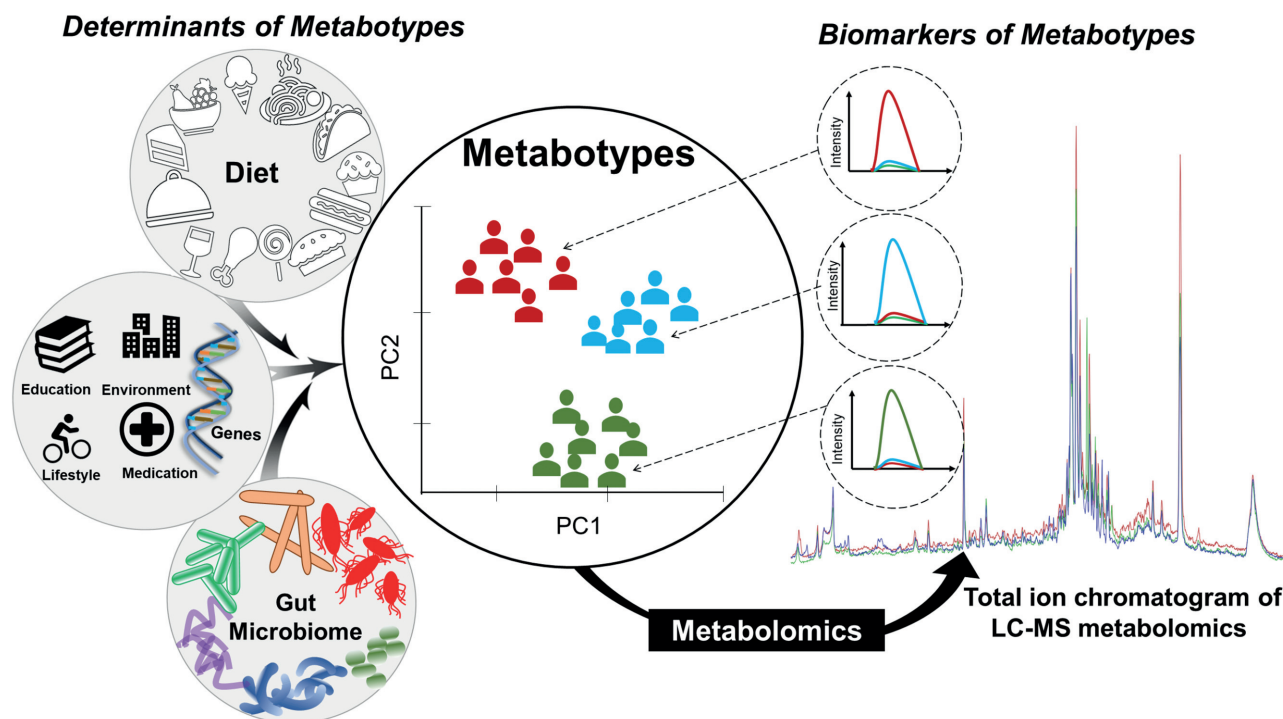 Determinants of Metabotypes
Biomarkers of Metabotypes
Diet
Education
Environment
Lifestyle
Medication
Genes
Gut
Microbiome
Metabotypes
PC2
PC1
Intensity
Intensity
Intensity
Metabolomics
Total ion chromatogram of
LC-MS metabolomics